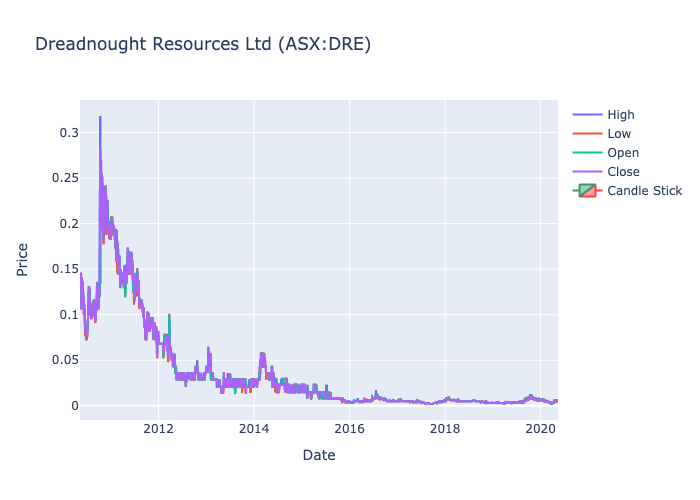 Dreadnought Resources Ltd (ASX:DRE)
High
Low
Open
Close
Candle Stick
Price
0.3
0.25
0.2
0.15
0.1
0.05
0
2012
2014
2016
2018
2020
Date